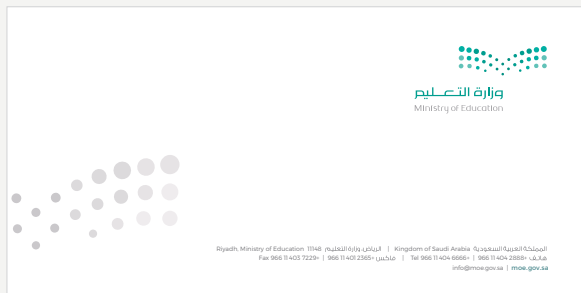 وزارة التعليم
Ministry of Education
المملكة العربية السعودية Kingdom of Saudi Arabia | الرياض، وزارة التعليم 11148 Riyadh, Ministry of Education
هاتف +966 11 404 2888 | +966 11 404 6666 Tel | فاكس +966 11 401 2365 | +966 11 403 7229 Fax
info@moe.gov.sa | moe.gov.sa